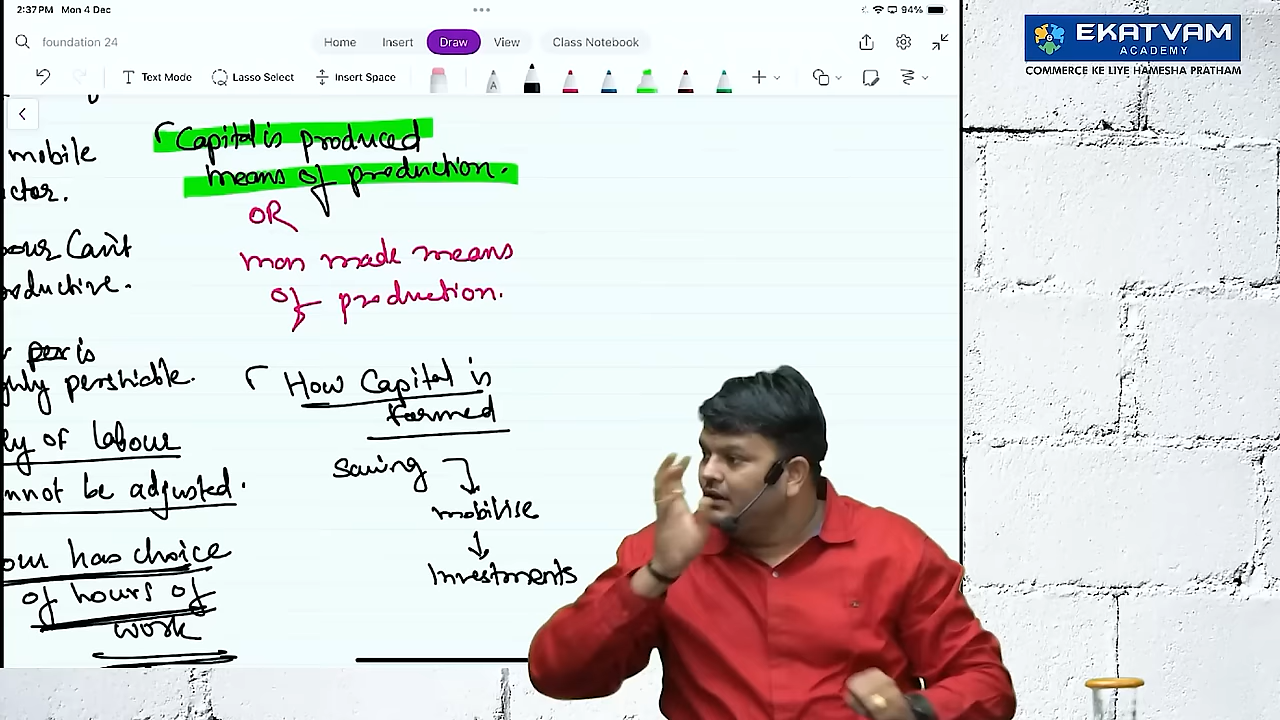 2:37PM Mon 4 Dec
94%
foundation 24
Home
Insert
Draw
View
Class Notebook
Text Mode
Lasso Select
Insert Space
mobile
ctor.
our Can't
oductive.
is
ghly perishable.
ly of labour
nnot be adjusted.
our has choice
of hours of
work
Capital is produced
means of production.
OR
man made means
of production.
How Capital is
formed
Saving
mobilise
Investments
EKATVAM
ACADEMY
COMMERCE KE LIYE HAMESHA PRATHAM